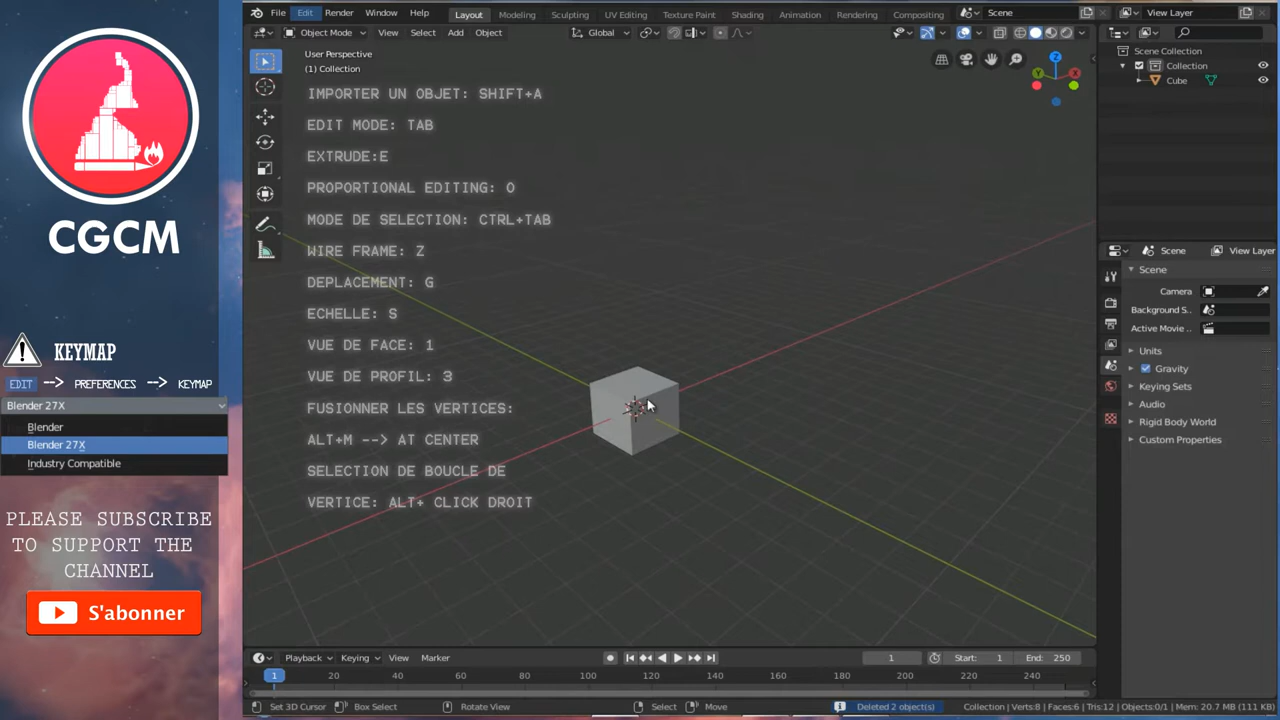 CGCM
KEYMAP
EDIT --> PREFERENCES --> KEYMAP
Blender 27X
Blender
Blender 27X
Industry Compatible
PLEASE SUBSCRIBE
TO SUPPORT THE
CHANNEL
S'abonner
File Edit Render Window Help
Layout Modeling Sculpting UV Editing Texture Paint Shading Animation Rendering Compositing
Scene
View Layer
Object Mode View Select Add Object
Global
User Perspective
(1) Collection
IMPORTER UN OBJET: SHIFT+A
EDIT MODE: TAB
EXTRUDE:E
PROPORTIONAL EDITING: O
MODE DE SELECTION: CTRL+TAB
WIRE FRAME: Z
DEPLACEMENT: G
ECHELLE: S
VUE DE FACE: 1
VUE DE PROFIL: 3
FUSIONNER LES VERTICES:
ALT+M --> AT CENTER
SELECTION DE BOUCLE DE
VERTICE: ALT+ CLICK DROIT
Z
Y
X
Scene Collection
Collection
Cube
Scene View Layer
Scene
Camera
Background S..
Active Movie ..
Units
Gravity
Keying Sets
Audio
Rigid Body World
Custom Properties
Playback Keying View Marker
1 Start: 1 End: 250
1 20 40 60 80 100 120 140 160 180 200 220 240
Set 3D Cursor Box Select Rotate View Select Move Deleted 2 object(s) Collection | Verts:8 | Faces:6 | Tris:12 | Objects:0/1 | Mem: 20.7 MB (111 KB)